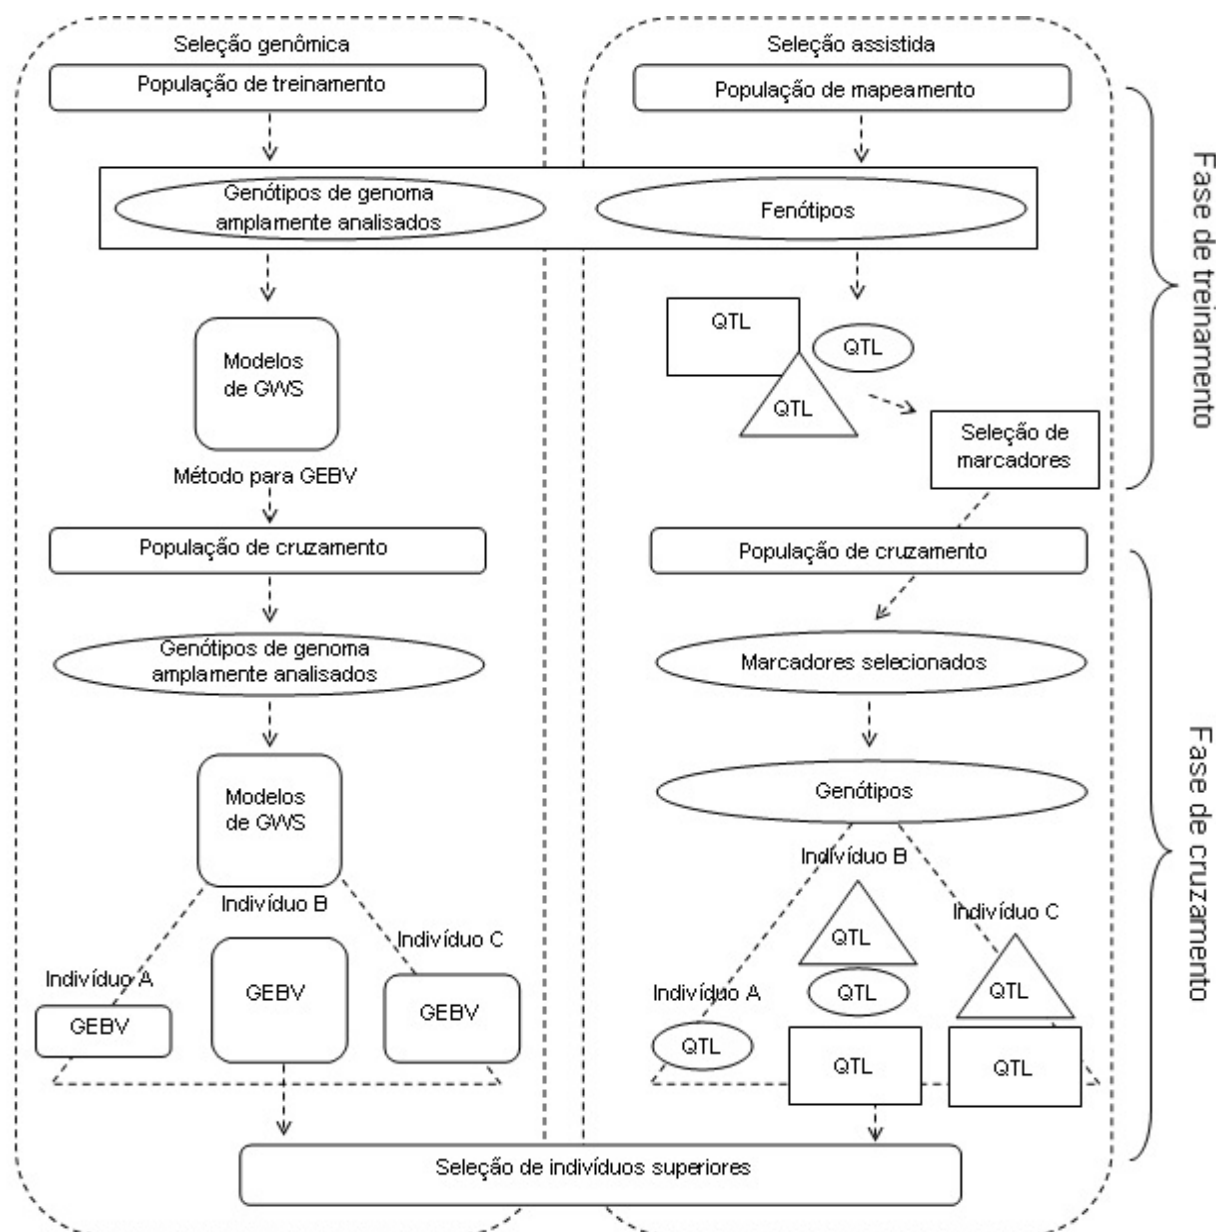 Seleção genômica
População de treinamento
Seleção assistida
População de mapeamento
Genótipos de genoma
amplamente analisados
Fenótipos
Modelos
de GWS
Método para GEBV
QTL
QTL
QTL
Seleção de
marcadores
Fase de treinamento
População de cruzamento
Genótipos de genoma
amplamente analisados
Modelos
de GWS
Indivíduo B
Indivíduo C
Indivíduo A
GEBV
GEBV
GEBV
População de cruzamento
Marcadores selecionados
Genótipos
Indivíduo B
Indivíduo C
Indivíduo A
QTL
QTL
QTL
QTL
QTL
QTL
Fase de cruzamento
Seleção de indivíduos superiores